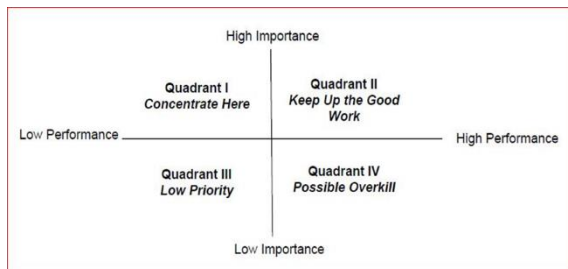 High Importance
Quadrant I
Concentrate Here
Quadrant II
Keep Up the Good
Work
Low Performance
High Performance
Quadrant III
Low Priority
Quadrant IV
Possible Overkill
Low Importance